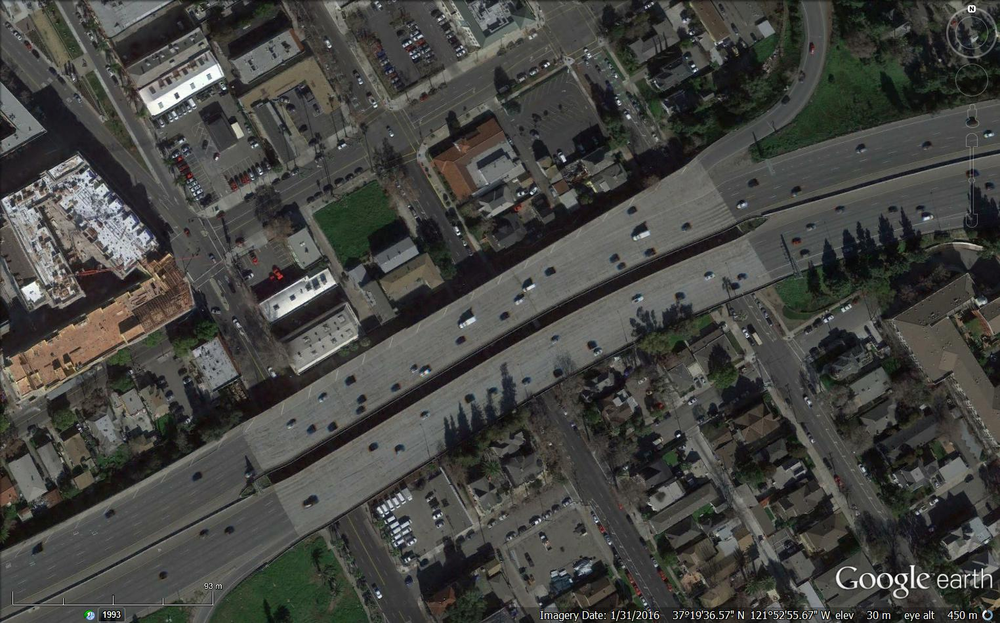 N
Google earth
93 m
1993
Imagery Date: 1/31/2016 37°19'36.57" N 121°52'55.67" W elev 30 m eye alt 450 m